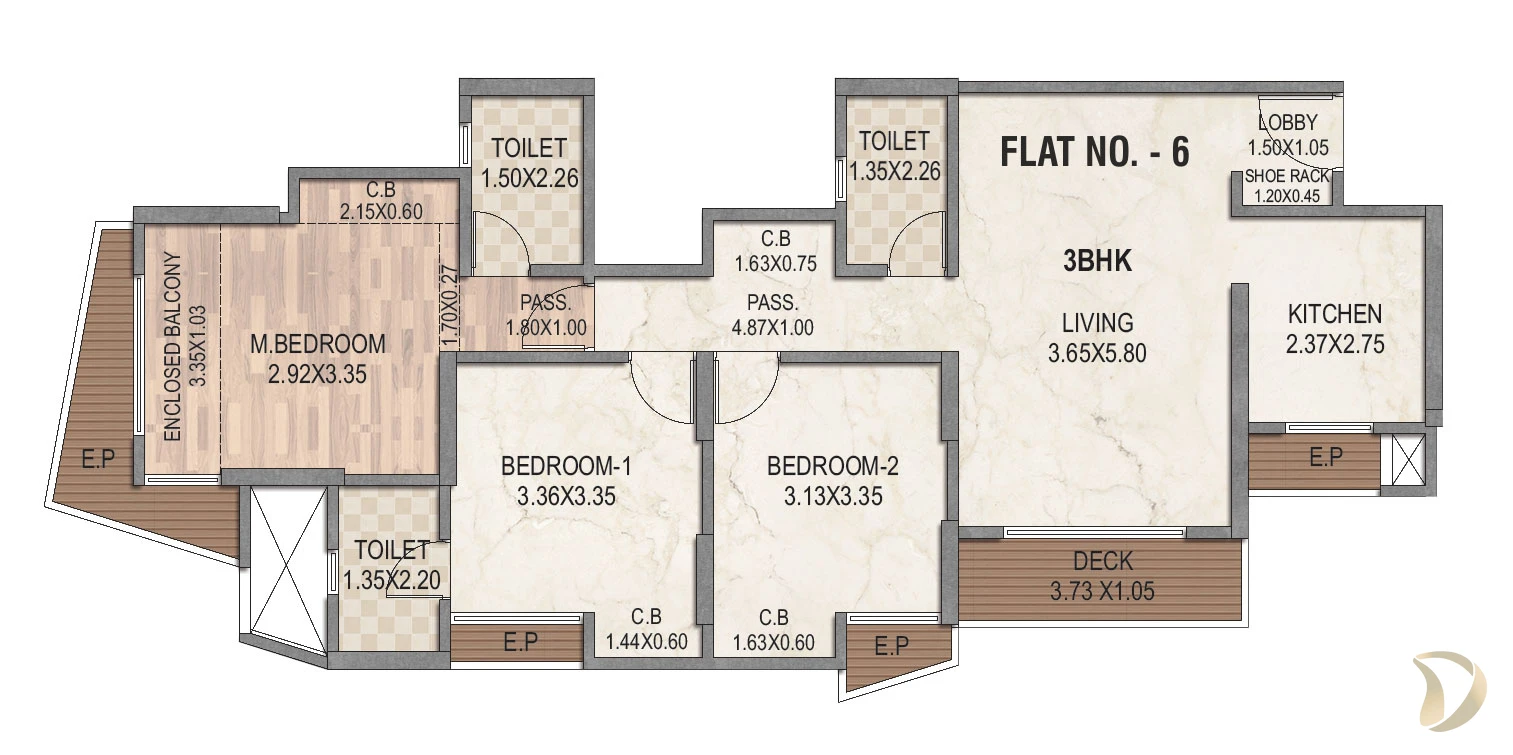 FLAT NO. - 6
3BHK
LOBBY
1.50X1.05
SHOE RACK
1.20X0.45
TOILET
1.50X2.26
TOILET
1.35X2.26
C.B
2.15X0.60
C.B
1.63X0.75
ENCLOSED BALCONY
3.35X1.03
M.BEDROOM
2.92X3.35
1.70X0.27
PASS.
1.80X1.00
PASS.
4.87X1.00
LIVING
3.65X5.80
KITCHEN
2.37X2.75
E.P
BEDROOM-1
3.36X3.35
BEDROOM-2
3.13X3.35
E.P
TOILET
1.35X2.20
DECK
3.73 X1.05
E.P
C.B
1.44X0.60
C.B
1.63X0.60
E.P